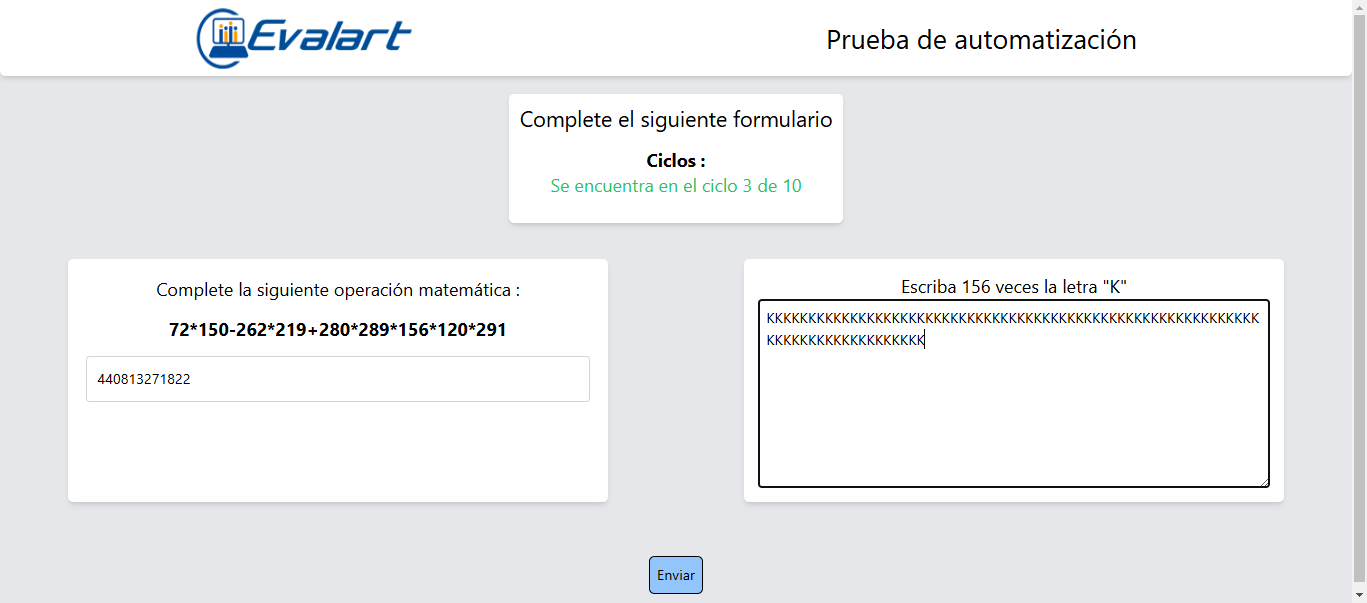 Evalart
Prueba de automatización
Complete el siguiente formulario
Ciclos :
Se encuentra en el ciclo 3 de 10
Complete la siguiente operación matemática :
72*150-262*219+280*289*156*120*291
440813271822
Escriba 156 veces la letra "K"
KKKKKKKKKKKKKKKKKKKKKKKKKKKKKKKKKKKKKKKKKKKKKKKKKKKKKKKKKKK
KKKKKKKKKKKKKKKKKKK
Enviar